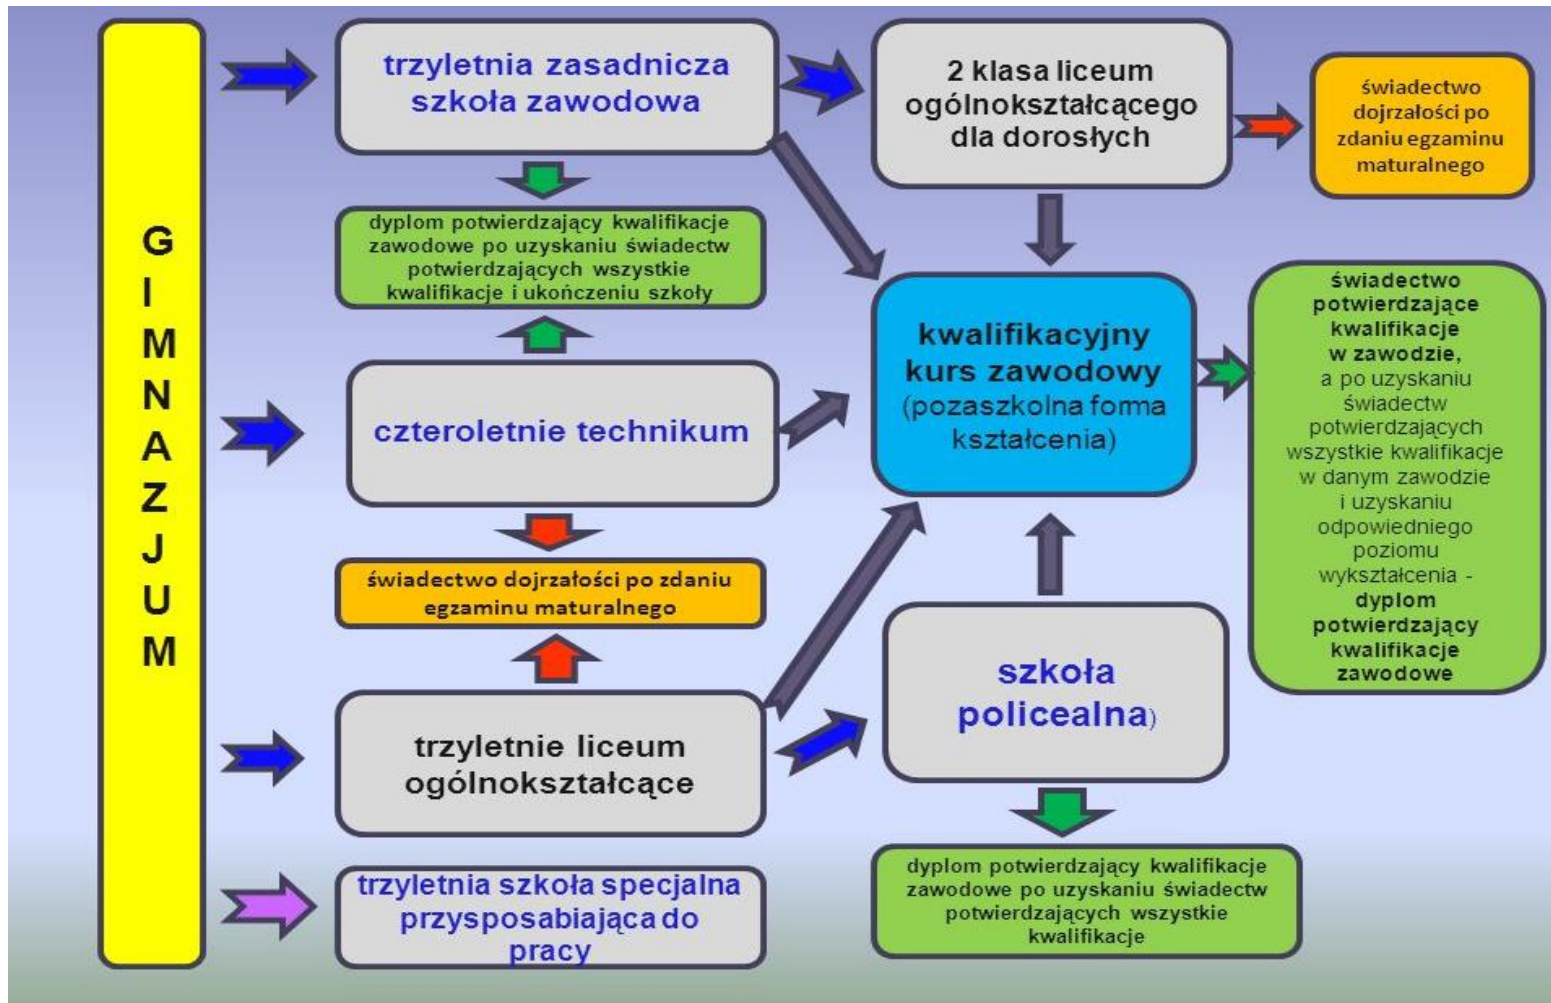 GIMNAZJUM
trzyletnia zasadnicza
szkoła zawodowa
2 klasa liceum
ogólnokształcącego
dla dorosłych
świadectwo
dojrzałości po
zdaniu egzaminu
maturalnego
dyplom potwierdzający kwalifikacje
zawodowe po uzyskaniu świadectw
potwierdzających wszystkie
kwalifikacje i ukończeniu szkoły
kwalifikacyjny
kurs zawodowy
(pozaszkolna forma
kształcenia)
świadectwo
potwierdzające
kwalifikacje
w zawodzie,
a po uzyskaniu
świadectw
potwierdzających
wszystkie kwalifikacje
w danym zawodzie
i uzyskaniu
odpowiedniego
poziomu
wykształcenia -
dyplom
potwierdzający
kwalifikacje
zawodowe
czteroletnie technikum
świadectwo dojrzałości po zdaniu
egzaminu maturalnego
trzyletnie liceum
ogólnokształcące
szkoła
policealna)
dyplom potwierdzający kwalifikacje
zawodowe po uzyskaniu świadectw
potwierdzających wszystkie
kwalifikacje
trzyletnia szkoła specjalna
przysposabiająca do
pracy